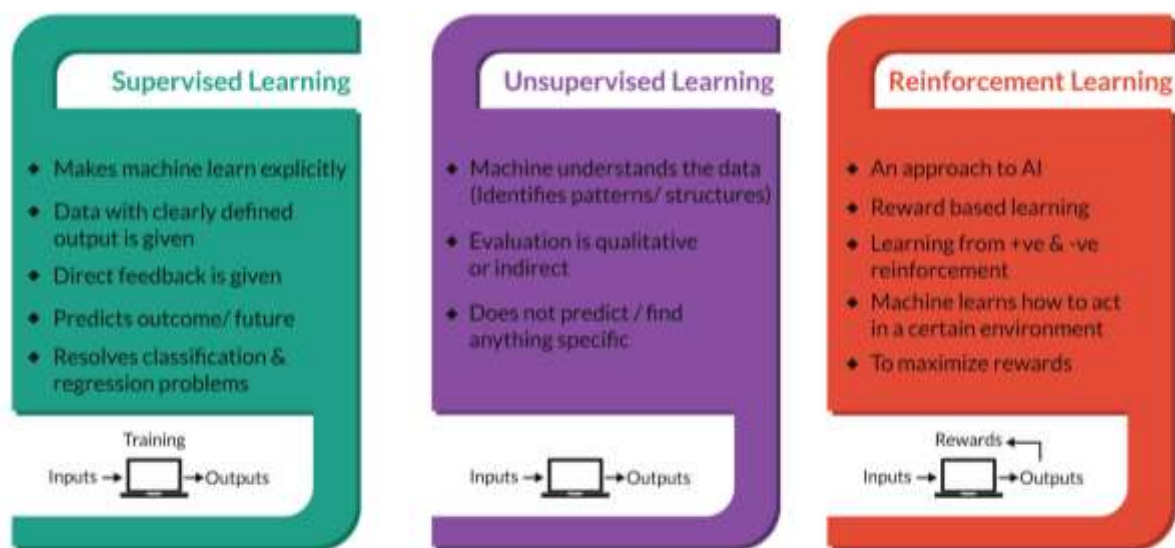 Supervised Learning
◆ Makes machine learn explicitly
◆ Data with clearly defined
output is given
◆ Direct feedback is given
◆ Predicts outcome/ future
◆ Resolves classification &
regression problems
Training
Inputs → Outputs
Unsupervised Learning
◆ Machine understands the data
(Identifies patterns/ structures)
◆ Evaluation is qualitative
or indirect
◆ Does not predict / find
anything specific
Inputs → Outputs
Reinforcement Learning
◆ An approach to AI
◆ Reward based learning
◆ Learning from +ve & -ve
reinforcement
◆ Machine learns how to act
in a certain environment
◆ To maximize rewards
Rewards
Inputs → Outputs